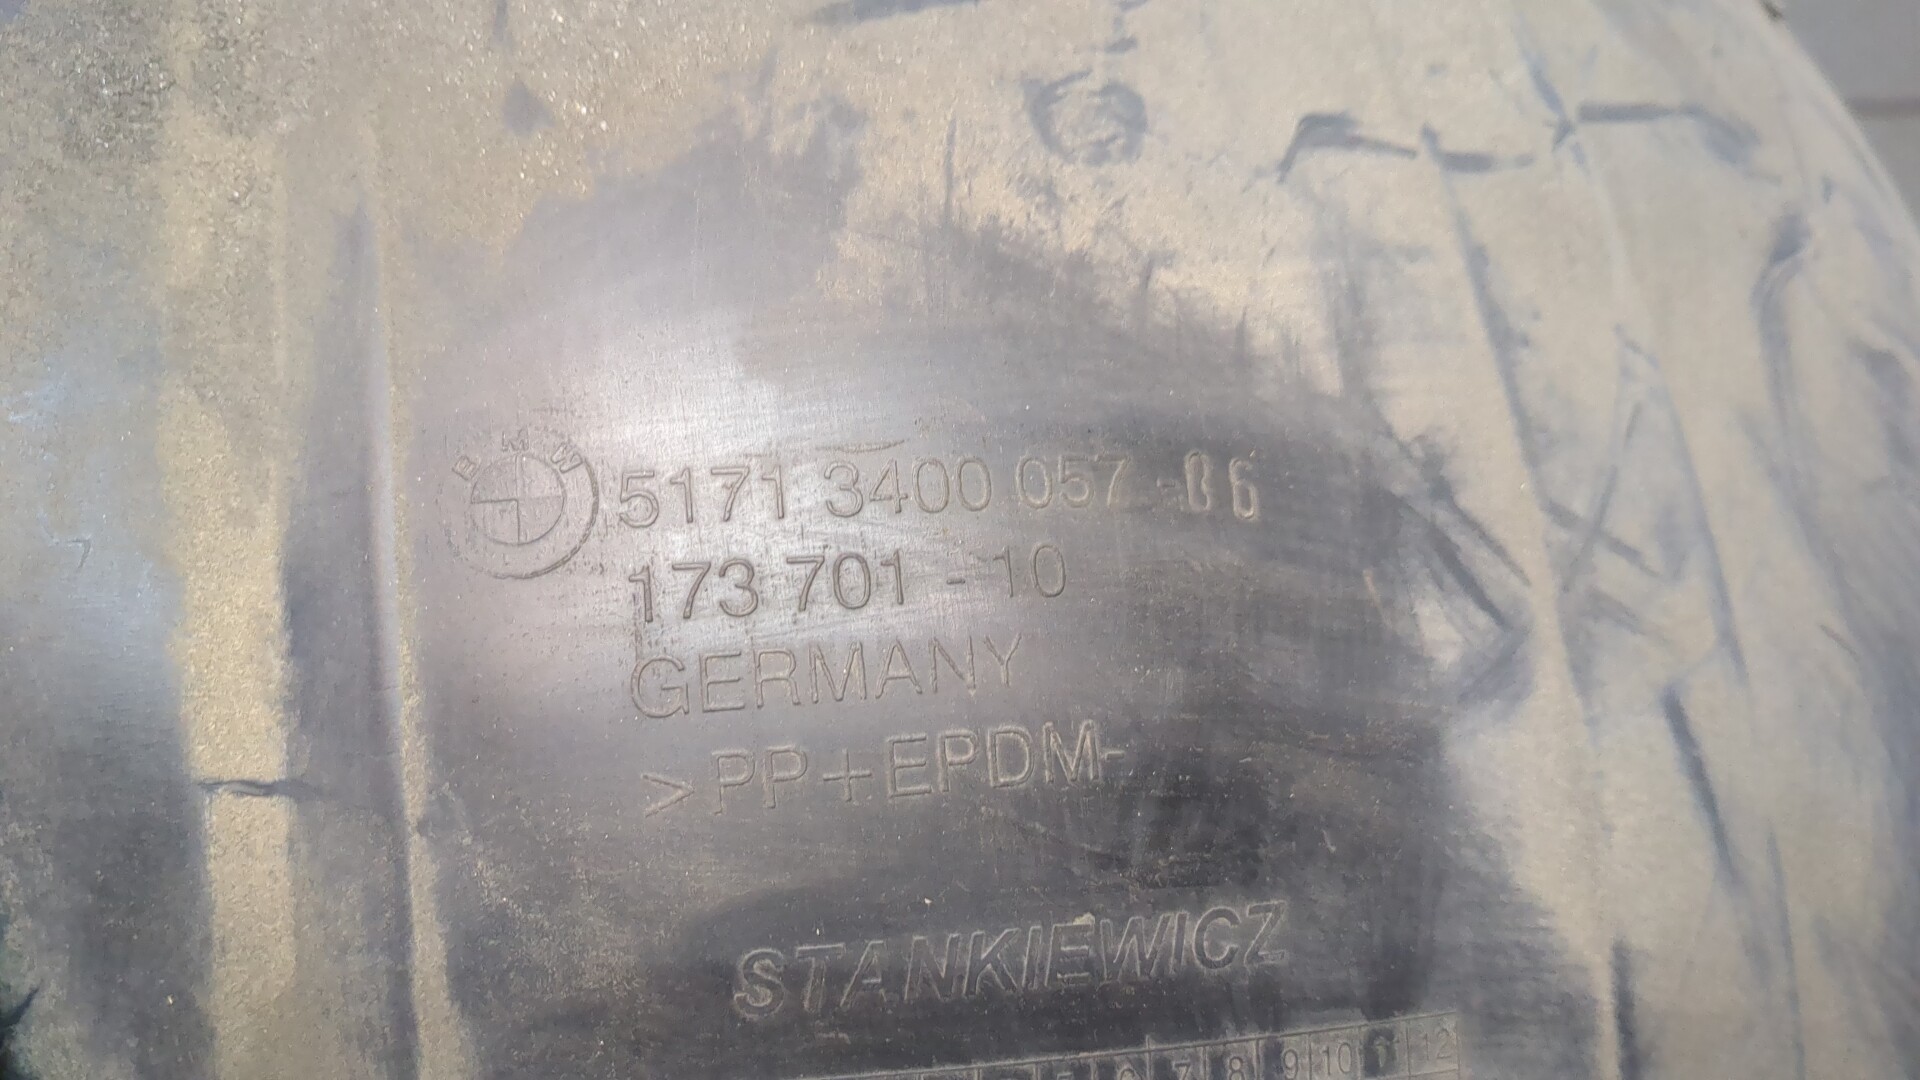 BMW
5171 3400 057 -06
173 701 - 10
GERMANY
>PP+EPDM-
STANKIEWICZ
7 8 9 10 11 12